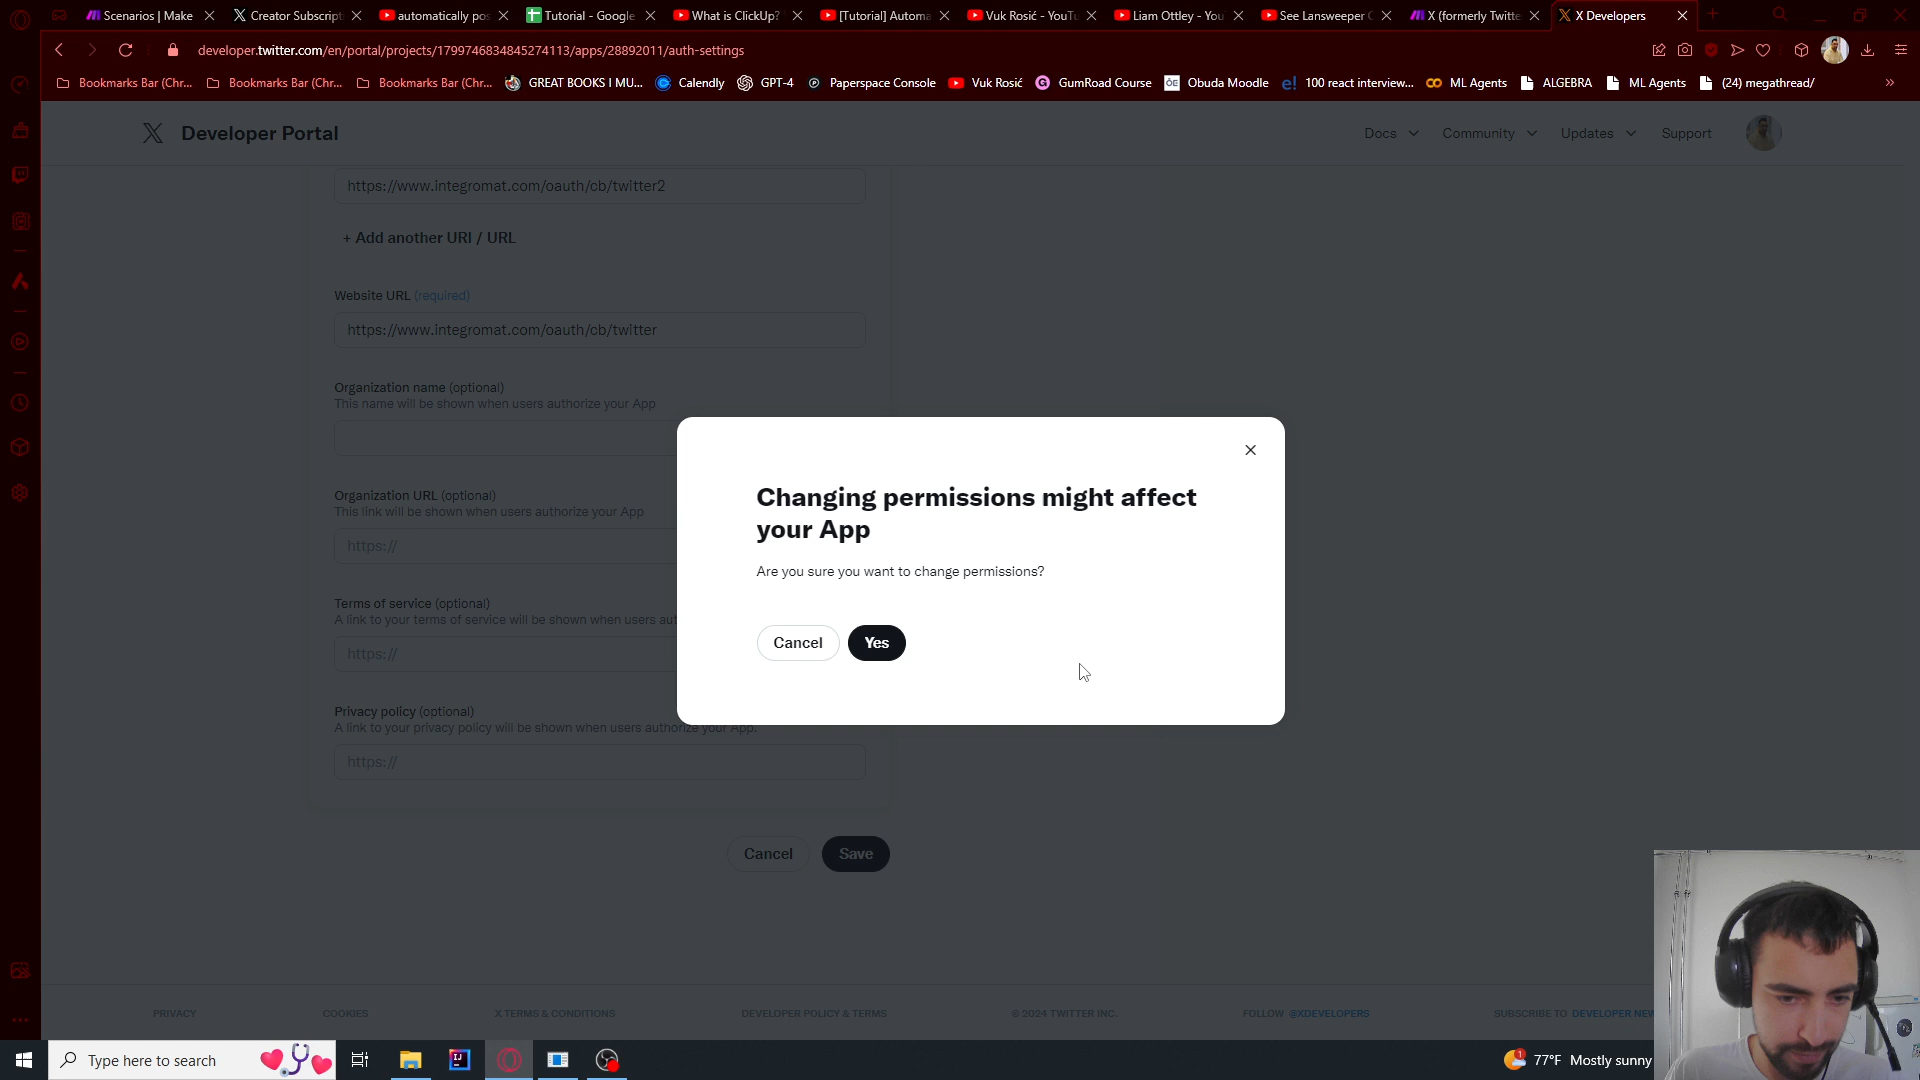 Scenarios | Make
Creator Subscript
automatically po
Tutorial - Google
What is ClickUp?
[Tutorial] Automa
Vuk Rosić - YouTu
Liam Ottley - You
See Lansweeper
X (formerly Twitte
X Developers
developer.twitter.com/en/portal/projects/1799746834845274113/apps/28892011/auth-settings
Bookmarks Bar (Chr...
Bookmarks Bar (Chr...
Bookmarks Bar (Chr...
GREAT BOOKS I MU...
Calendly
GPT-4
Paperspace Console
Vuk Rosić
GumRoad Course
Obuda Moodle
100 react interview...
ML Agents
ALGEBRA
ML Agents
(24) megathread/
Developer Portal
Docs
Community
Updates
Support
https://www.integromat.com/oauth/cb/twitter2
+ Add another URI / URL
Website URL (required)
https://www.integromat.com/oauth/cb/twitter
Organization name (optional)
This name will be shown when users authorize your App
Organization URL (optional)
This link will be shown when users authorize your App
https://
Terms of service (optional)
A link to your terms of service will be shown when users aut
https://
Privacy policy (optional)
A link to your privacy policy will be shown when users authorize your App.
https://
Cancel
Save
Changing permissions might affect
your App
Are you sure you want to change permissions?
Cancel
Yes
PRIVACY
COOKIES
X TERMS & CONDITIONS
DEVELOPER POLICY & TERMS
© 2024 TWITTER INC.
FOLLOW @XDEVELOPERS
SUBSCRIBE TO DEVELOPER NEW
Type here to search
77°F Mostly sunny